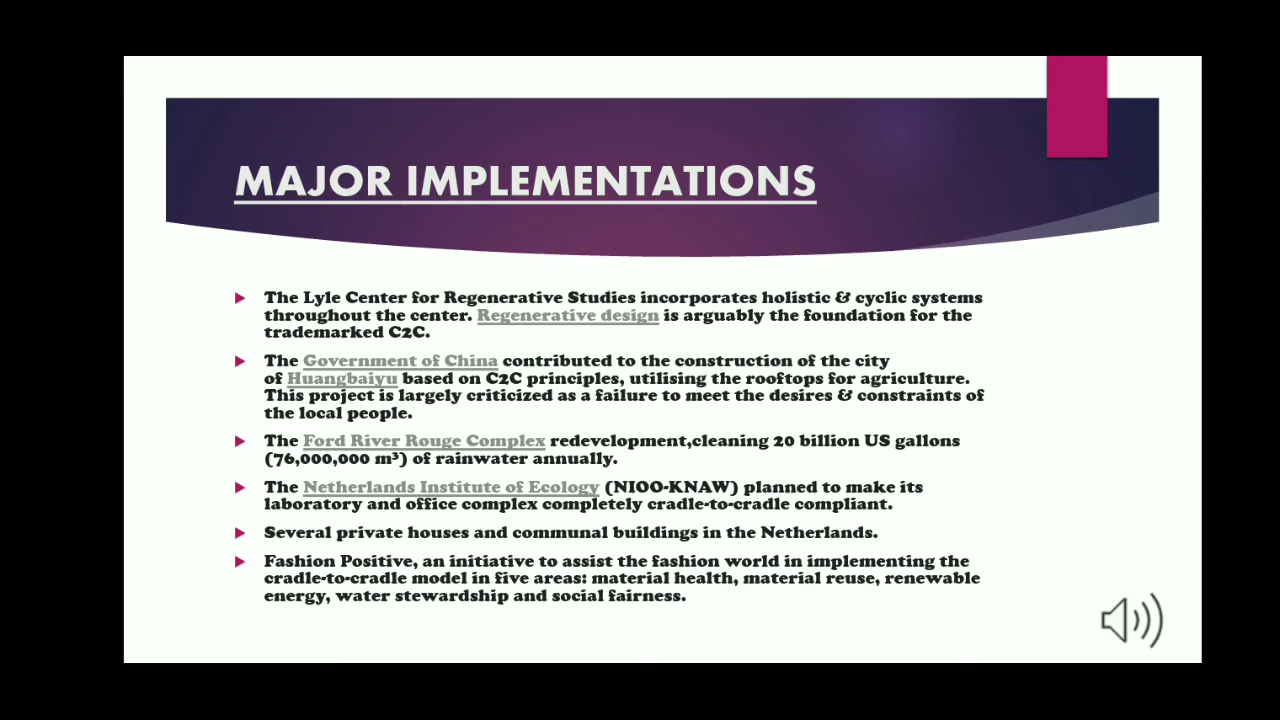 MAJOR IMPLEMENTATIONS
The Lyle Center for Regenerative Studies incorporates holistic & cyclic systems
throughout the center. Regenerative design is arguably the foundation for the
trademarked C2C.
The Government of China contributed to the construction of the city
of Huangbaiyu based on C2C principles, utilising the rooftops for agriculture.
This project is largely criticized as a failure to meet the desires & constraints of
the local people.
The Ford River Rouge Complex redevelopment,cleaning 20 billion US gallons
(76,000,000 m³) of rainwater annually.
The Netherlands Institute of Ecology (NIOO-KNAW) planned to make its
laboratory and office complex completely cradle-to-cradle compliant.
Several private houses and communal buildings in the Netherlands.
Fashion Positive, an initiative to assist the fashion world in implementing the
cradle-to-cradle model in five areas: material health, material reuse, renewable
energy, water stewardship and social fairness.